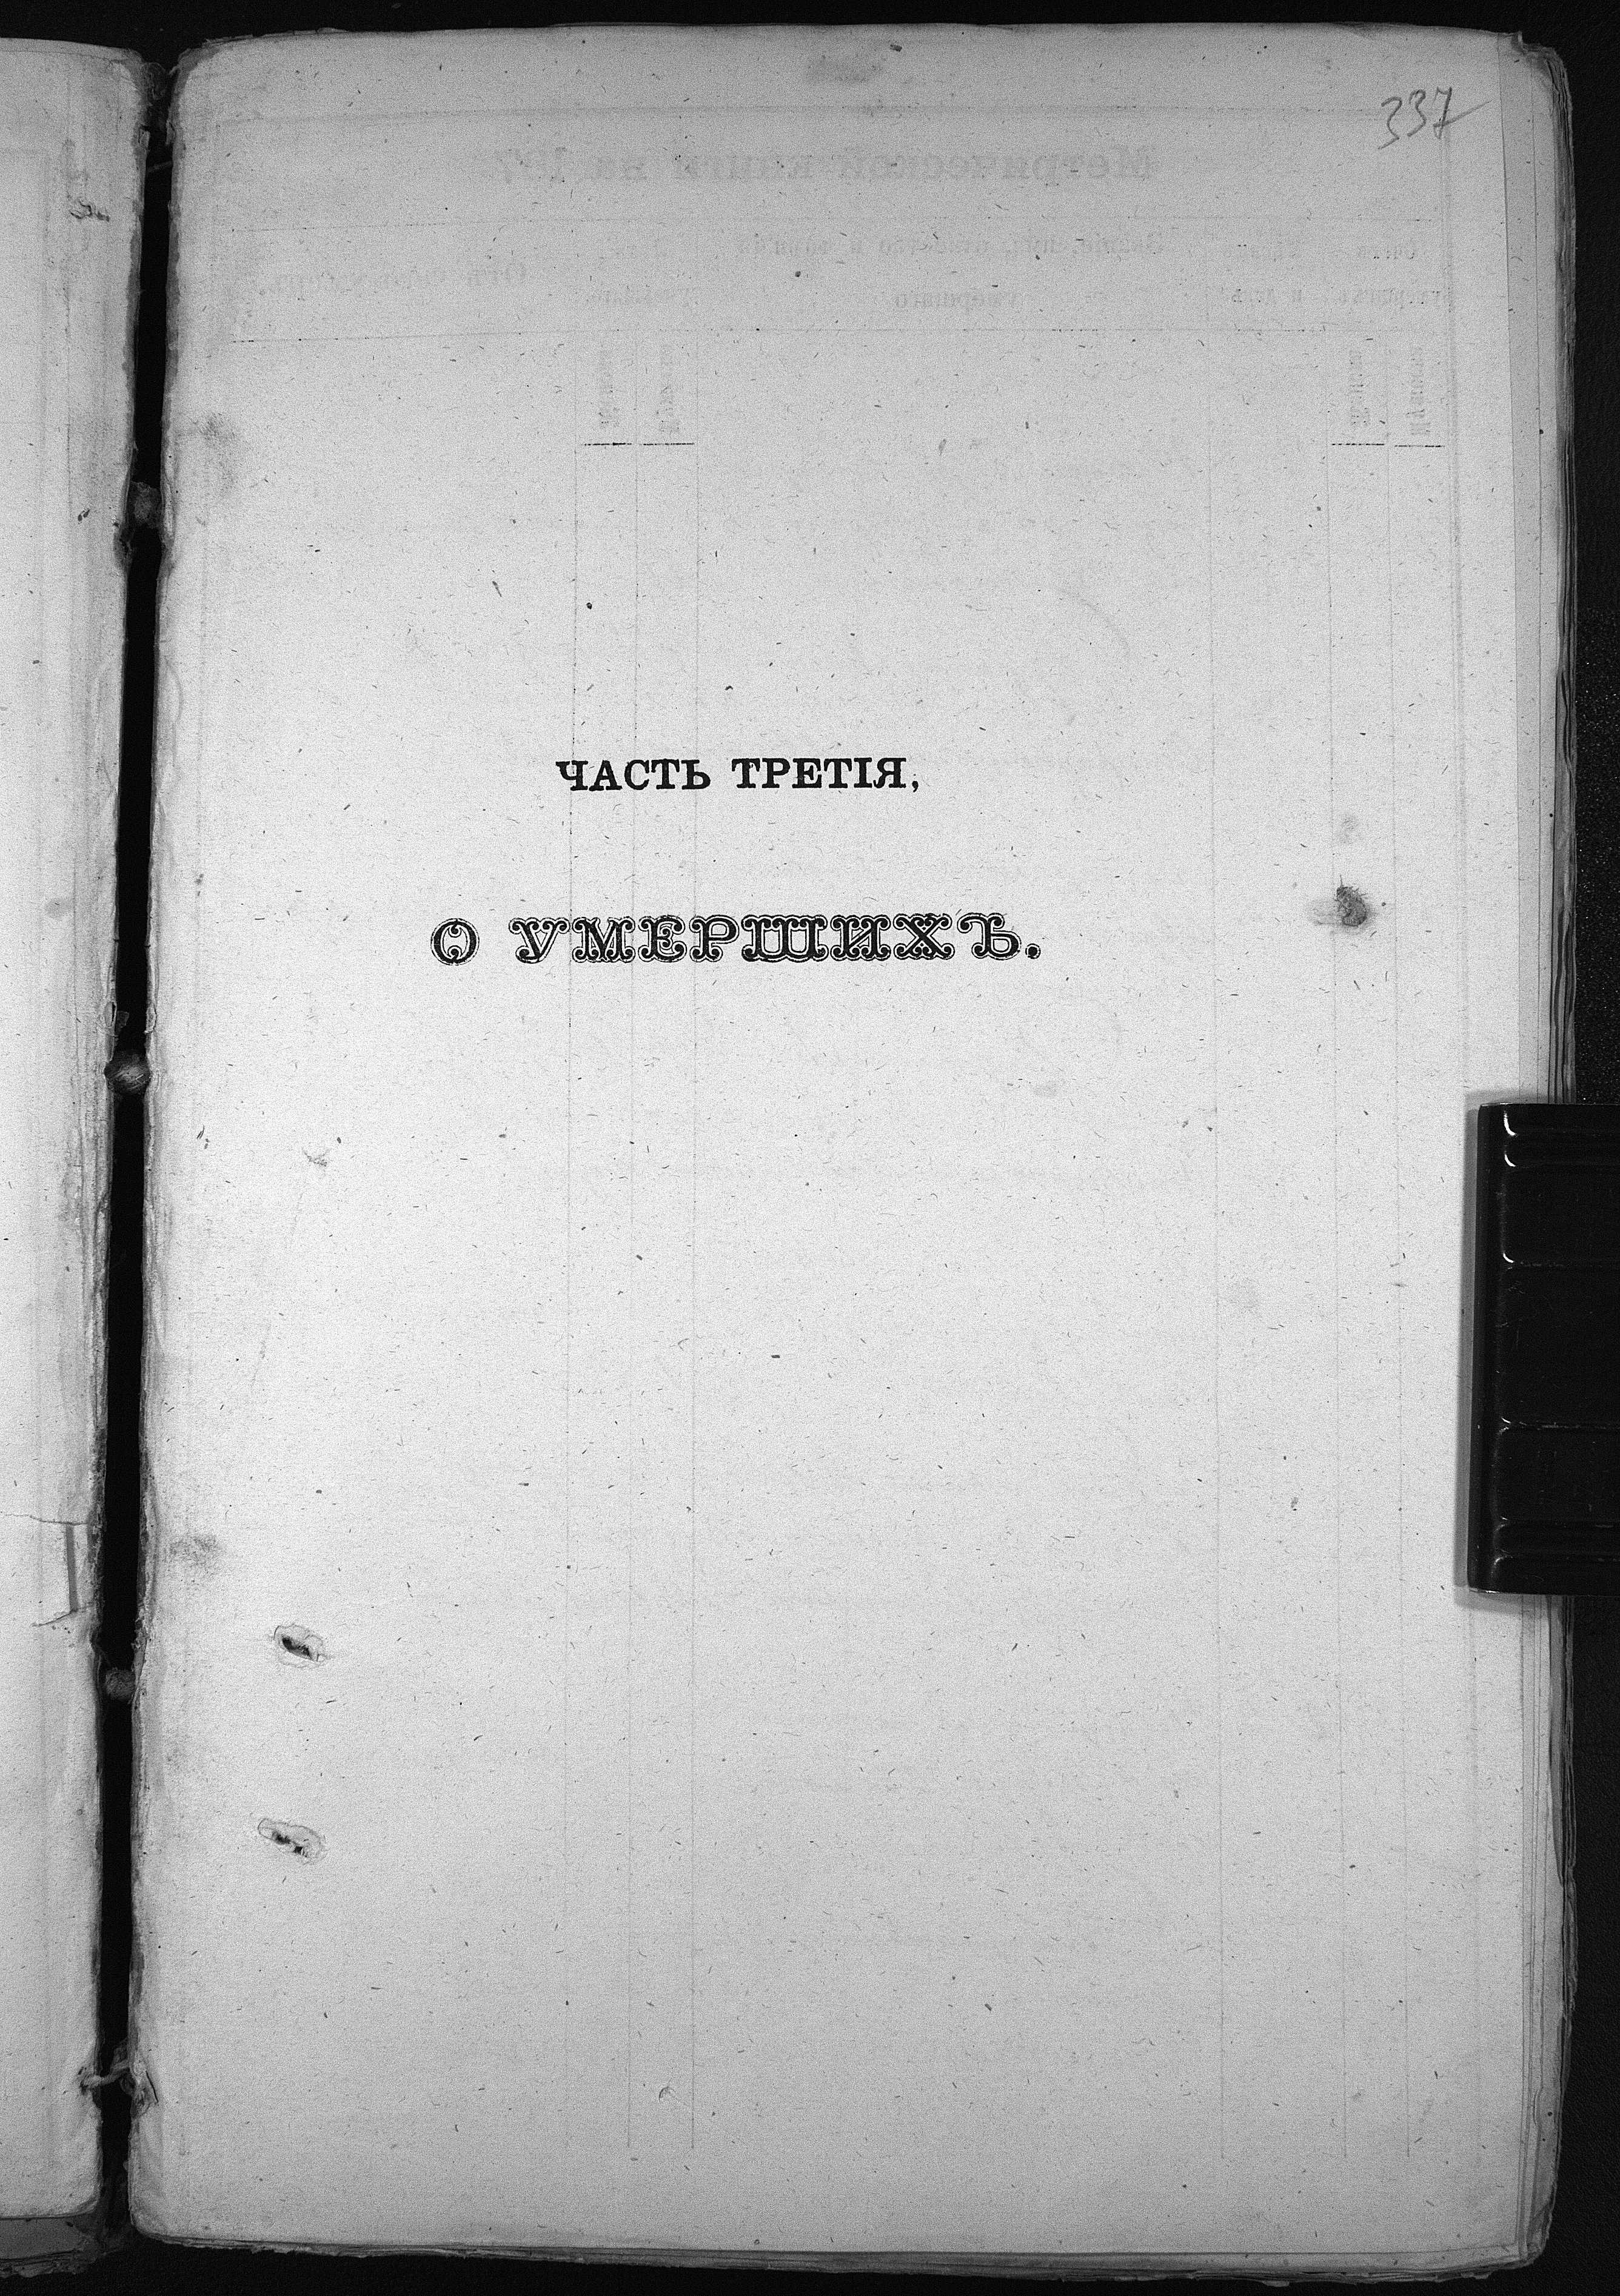 337
ЧАСТЬ ТРЕТІЯ,
О УМЕРШИХЪ.